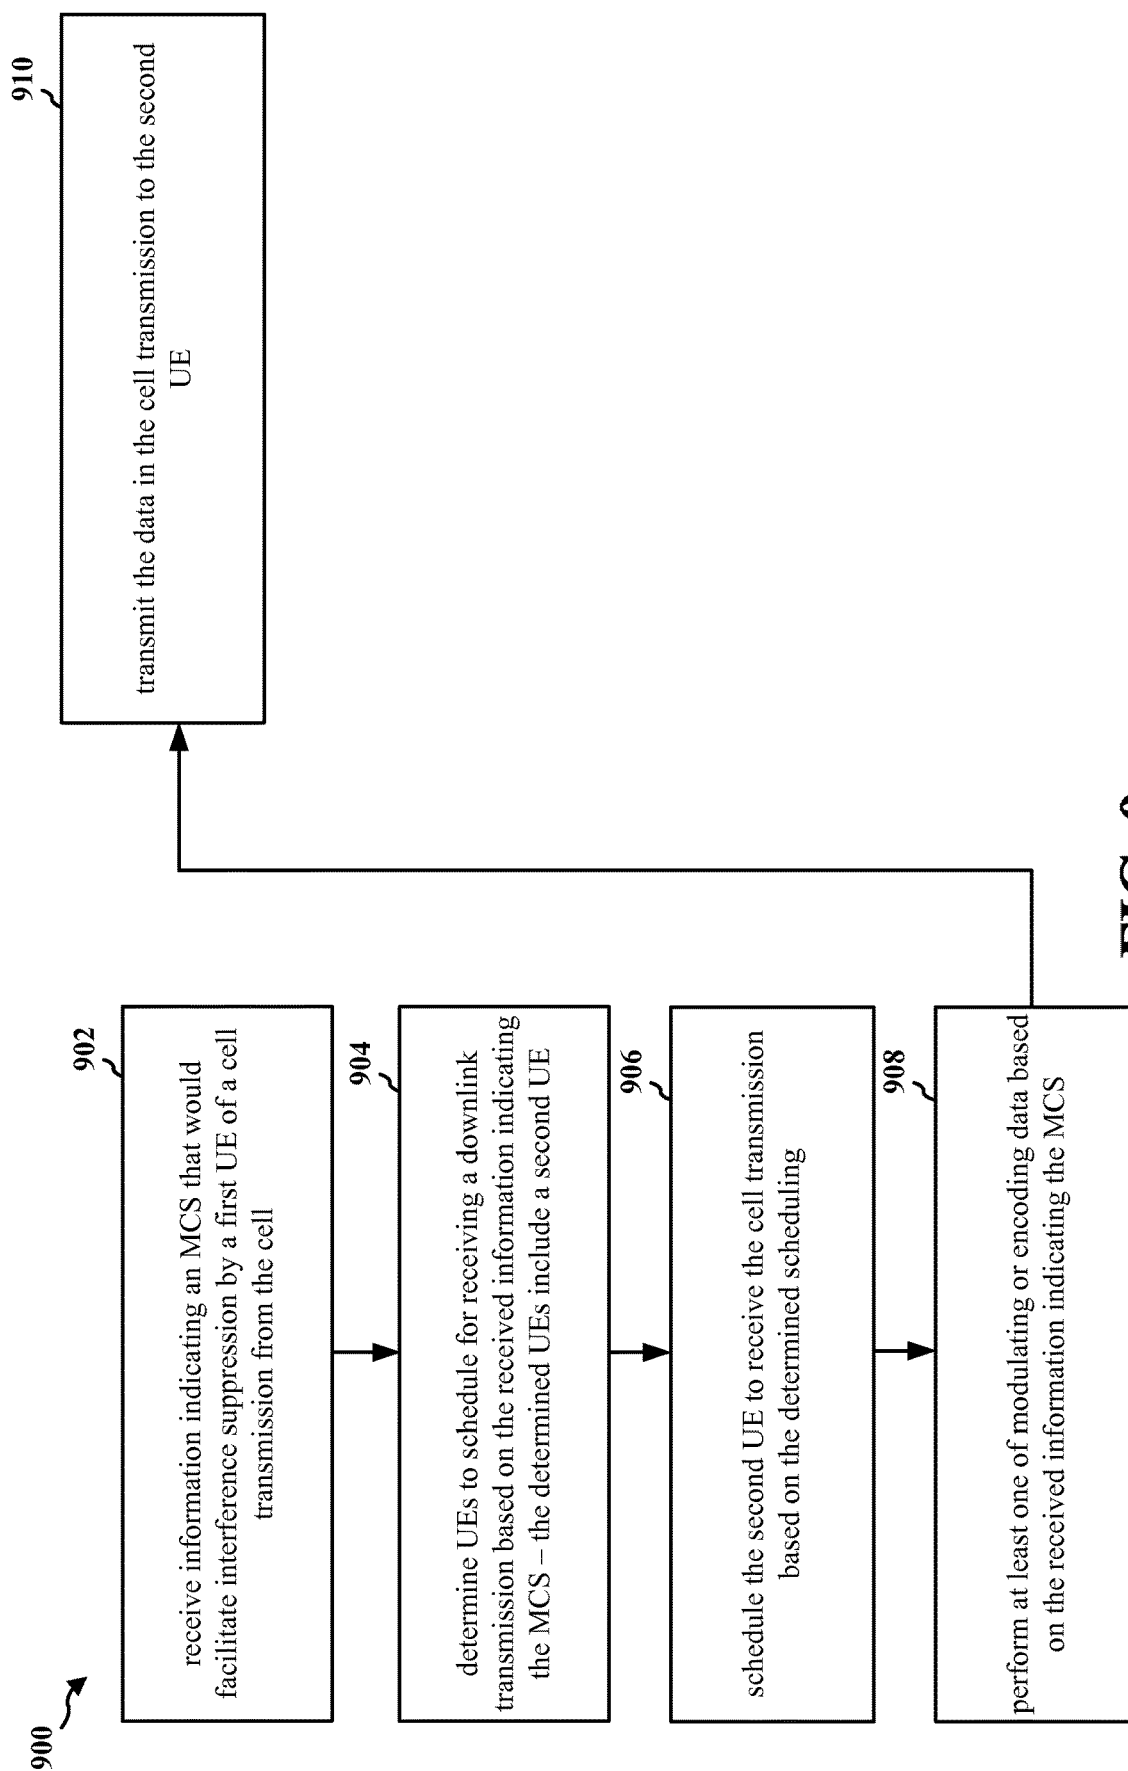 900
902
receive information indicating an MCS that would
facilitate interference suppression by a first UE of a cell
transmission from the cell
904
determine UEs to schedule for receiving a downlink
transmission based on the received information indicating
the MCS – the determined UEs include a second UE
906
schedule the second UE to receive the cell transmission
based on the determined scheduling
908
perform at least one of modulating or encoding data based
on the received information indicating the MCS
910
transmit the data in the cell transmission to the second
UE